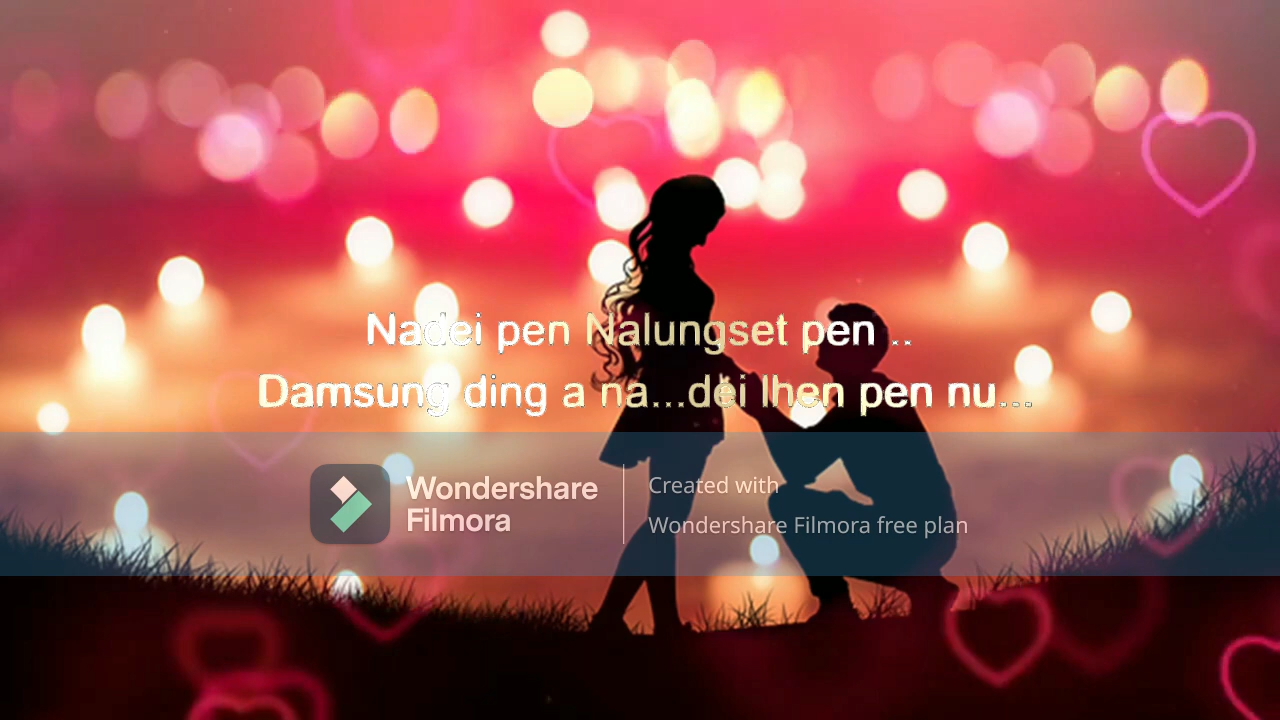 Nadei pen Nalungset pen ..
Damsung ding a na...dei lhen pen nu...
Wondershare
Filmora
Created with
Wondershare Filmora free plan